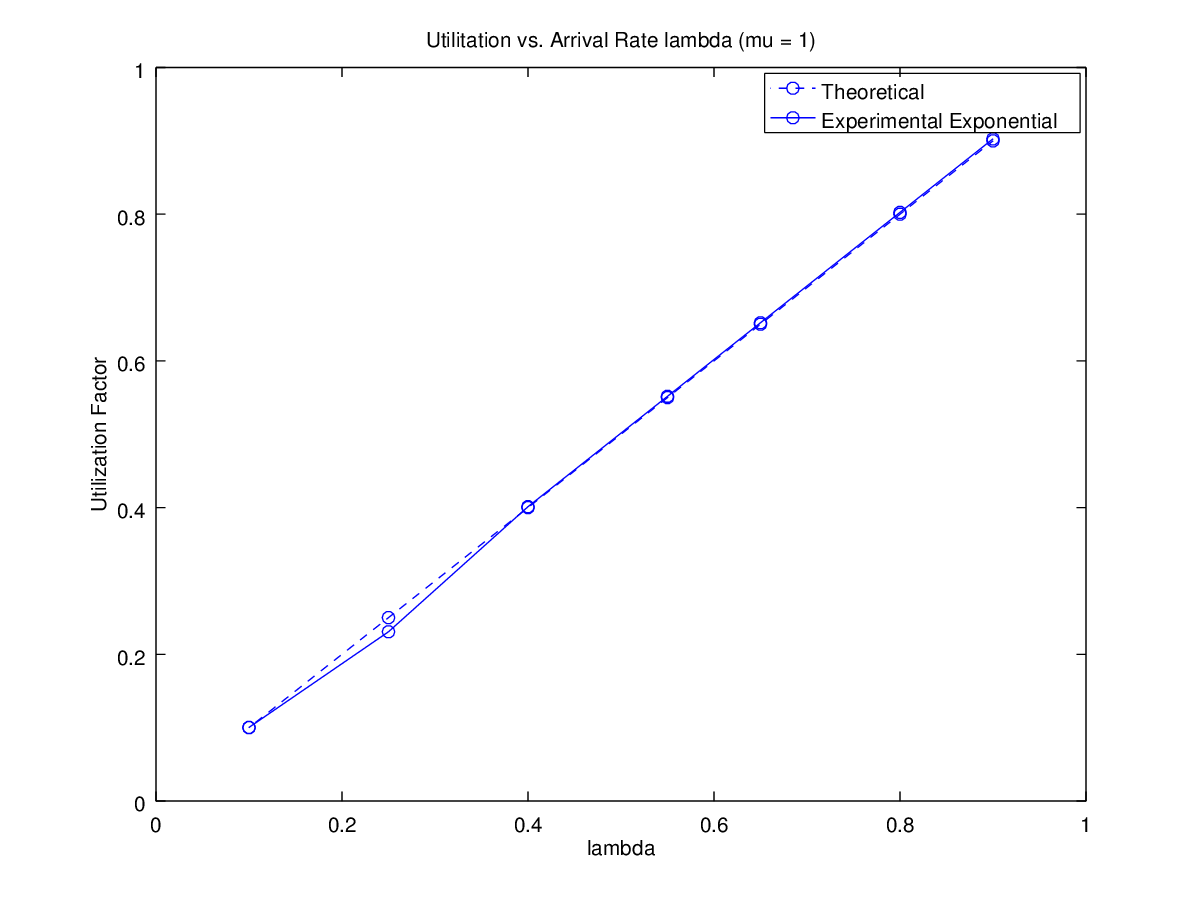 Utilitation vs. Arrival Rate lambda (mu = 1)
Theoretical
Experimental Exponential
1
0.8
0.6
0.4
0.2
0
Utilization Factor
0
0.2
0.4
0.6
0.8
1
lambda